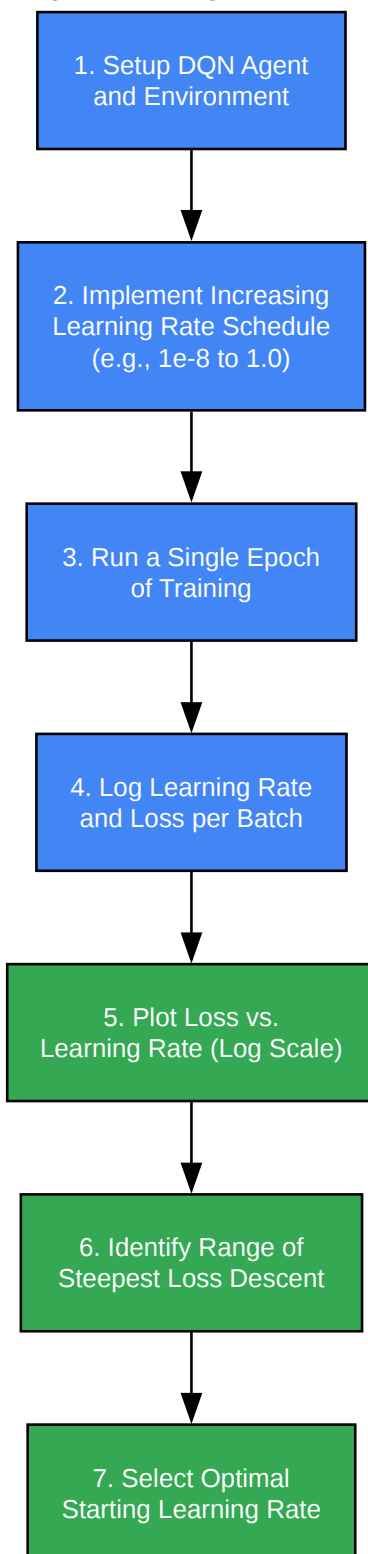 1. Setup DQN Agent
and Environment
2. Implement Increasing
Learning Rate Schedule
(e.g., 1e-8 to 1.0)
3. Run a Single Epoch
of Training
4. Log Learning Rate
and Loss per Batch
5. Plot Loss vs.
Learning Rate (Log Scale)
6. Identify Range of
Steepest Loss Descent
7. Select Optimal
Starting Learning Rate